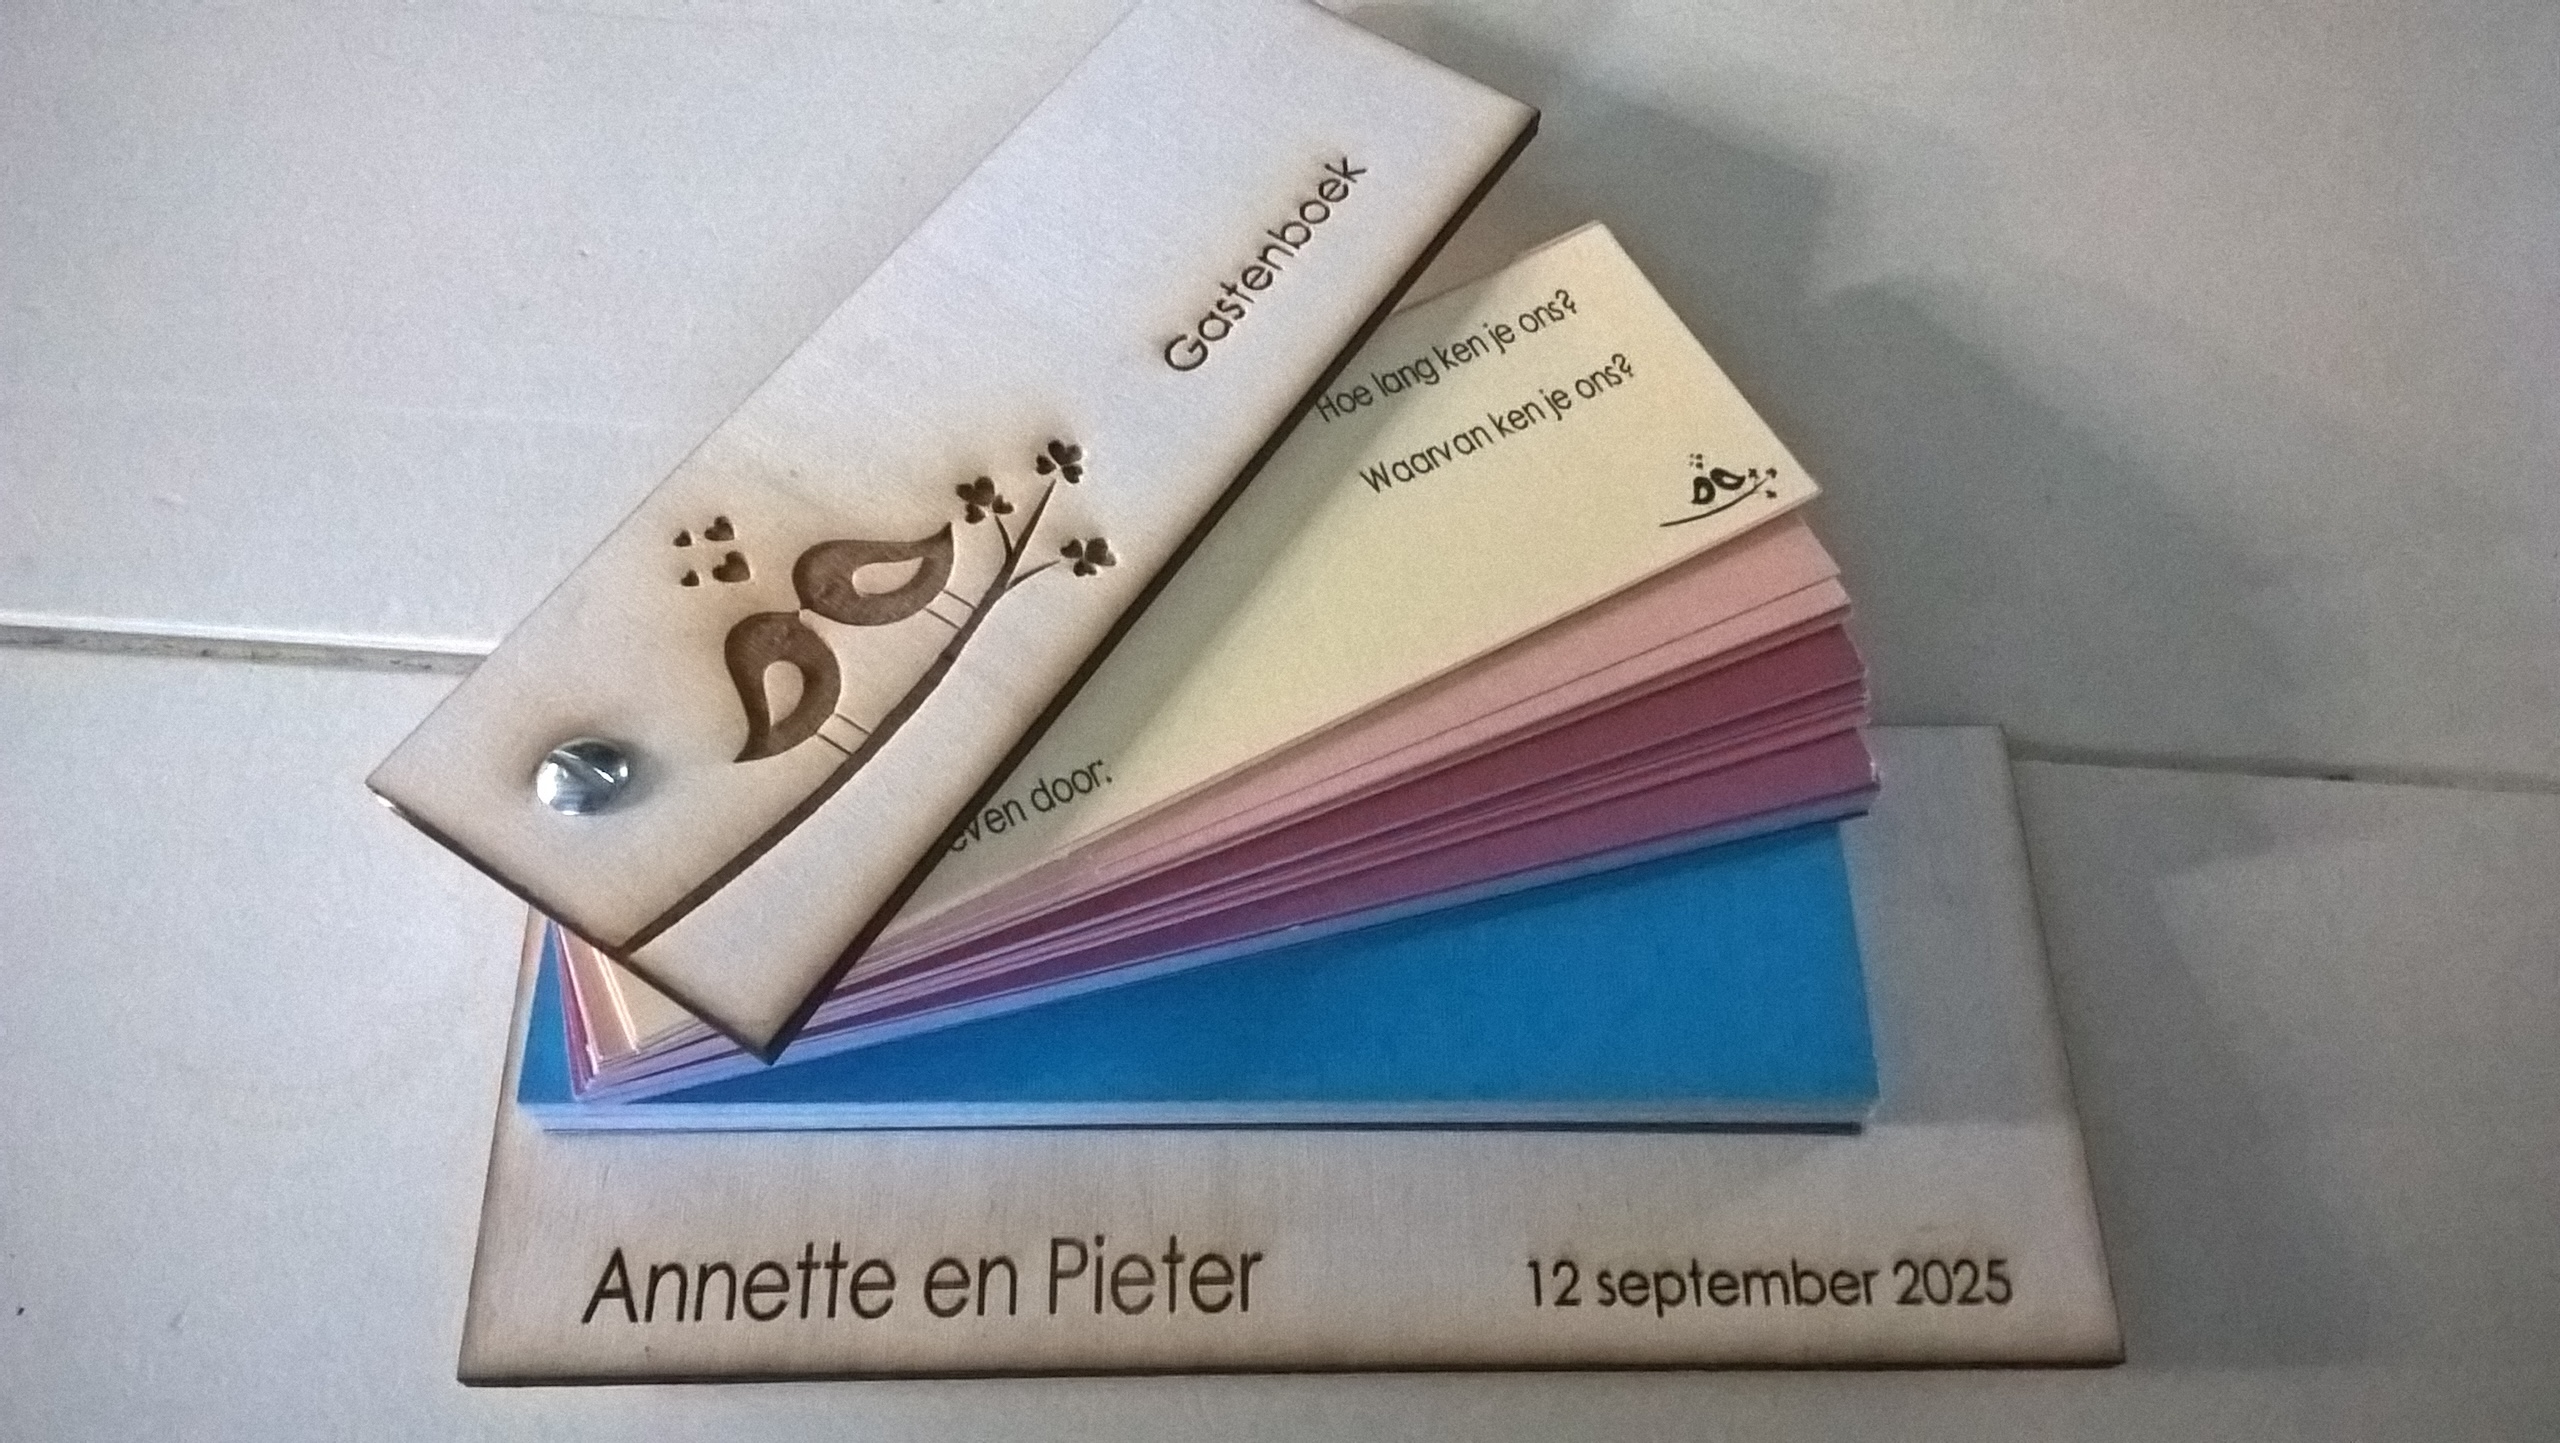 Gastenboek
Hoe lang ken je ons?
Waarvan ken je ons?
door:
Annette en Pieter
12 september 2025